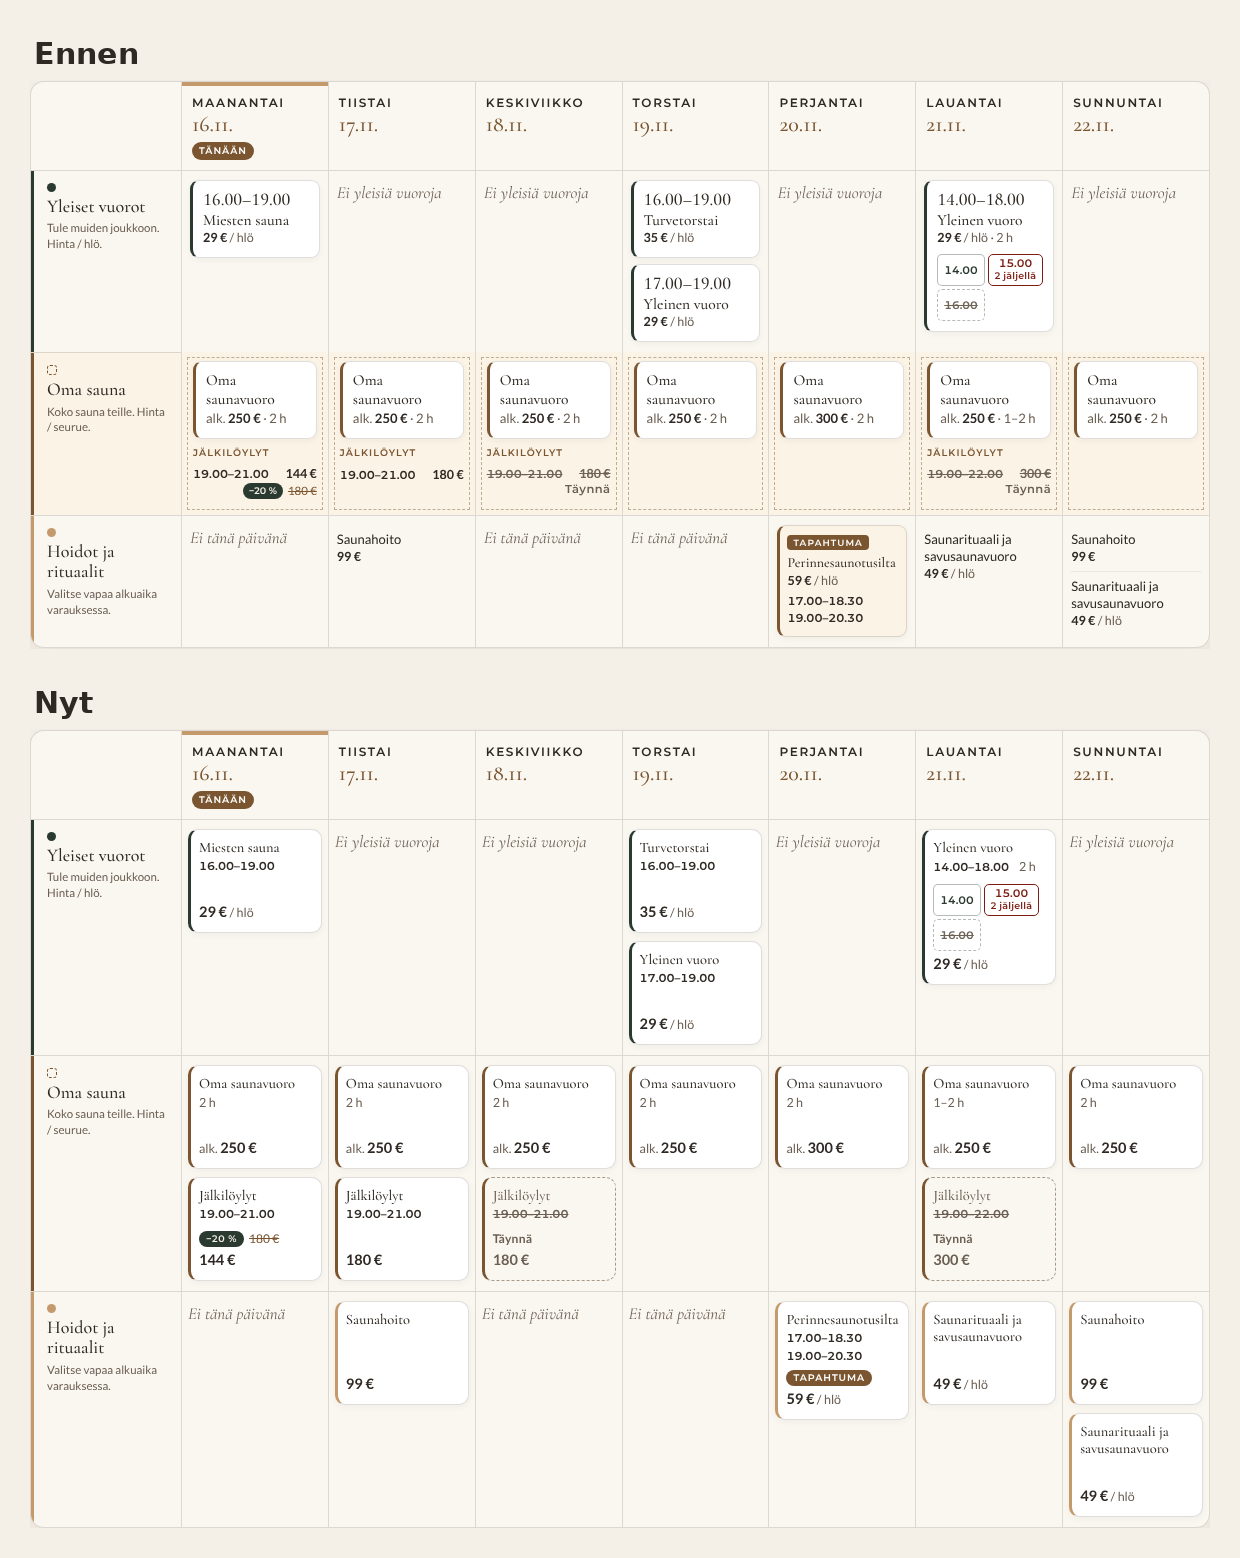 Ennen
MAANANTAI
16.11.
TÄNÄÄN
TIISTAI
17.11.
KESKIVIIKKO
18.11.
TORSTAI
19.11.
PERJANTAI
20.11.
LAUANTAI
21.11.
SUNNUNTAI
22.11.
Yleiset vuorot
Tule muiden joukkoon.
Hinta / hlö.
16.00–19.00
Miesten sauna
29 € / hlö
Ei yleisiä vuoroja
Ei yleisiä vuoroja
16.00–19.00
Turvetorstai
35 € / hlö
17.00–19.00
Yleinen vuoro
29 € / hlö
Ei yleisiä vuoroja
14.00–18.00
Yleinen vuoro
29 € / hlö · 2 h
14.00
15.00
2 jäljellä
16.00
Ei yleisiä vuoroja
Oma sauna
Koko sauna teille. Hinta
/ seurue.
Oma
saunavuoro
alk. 250 € · 2 h
JÄLKILÖYLYT
19.00–21.00 144 €
−20 % 180 €
Oma
saunavuoro
alk. 250 € · 2 h
JÄLKILÖYLYT
19.00–21.00 180 €
Oma
saunavuoro
alk. 250 € · 2 h
JÄLKILÖYLYT
19.00–21.00 180 €
Täynnä
Oma
saunavuoro
alk. 250 € · 2 h
Oma
saunavuoro
alk. 300 € · 2 h
Oma
saunavuoro
alk. 250 € · 1–2 h
JÄLKILÖYLYT
19.00–22.00 300 €
Täynnä
Oma
saunavuoro
alk. 250 € · 2 h
Hoidot ja
rituaalit
Valitse vapaa alkuaika
varauksessa.
Ei tänä päivänä
Saunahoito
99 €
Ei tänä päivänä
Ei tänä päivänä
TAPAHTUMA
Perinnesaunotusilta
59 € / hlö
17.00–18.30
19.00–20.30
Saunarituaali ja
savusaunavuoro
49 € / hlö
Saunahoito
99 €
Saunarituaali ja
savusaunavuoro
49 € / hlö
Nyt
MAANANTAI
16.11.
TÄNÄÄN
TIISTAI
17.11.
KESKIVIIKKO
18.11.
TORSTAI
19.11.
PERJANTAI
20.11.
LAUANTAI
21.11.
SUNNUNTAI
22.11.
Yleiset vuorot
Tule muiden joukkoon.
Hinta / hlö.
Miesten sauna
16.00–19.00
29 € / hlö
Ei yleisiä vuoroja
Ei yleisiä vuoroja
Turvetorstai
16.00–19.00
35 € / hlö
Yleinen vuoro
17.00–19.00
29 € / hlö
Ei yleisiä vuoroja
Yleinen vuoro
14.00–18.00 2 h
14.00
15.00
2 jäljellä
16.00
29 € / hlö
Ei yleisiä vuoroja
Oma sauna
Koko sauna teille. Hinta
/ seurue.
Oma saunavuoro
2 h
alk. 250 €
Jälkilöylyt
19.00–21.00
−20 % 180 €
144 €
Oma saunavuoro
2 h
alk. 250 €
Jälkilöylyt
19.00–21.00
180 €
Oma saunavuoro
2 h
alk. 250 €
Jälkilöylyt
19.00–21.00
Täynnä
180 €
Oma saunavuoro
2 h
alk. 250 €
Oma saunavuoro
2 h
alk. 300 €
Oma saunavuoro
1–2 h
alk. 250 €
Jälkilöylyt
19.00–22.00
Täynnä
300 €
Oma saunavuoro
2 h
alk. 250 €
Hoidot ja
rituaalit
Valitse vapaa alkuaika
varauksessa.
Ei tänä päivänä
Saunahoito
99 €
Ei tänä päivänä
Ei tänä päivänä
Perinnesaunotusilta
17.00–18.30
19.00–20.30
TAPAHTUMA
59 € / hlö
Saunarituaali ja
savusaunavuoro
49 € / hlö
Saunahoito
99 €
Saunarituaali ja
savusaunavuoro
49 € / hlö